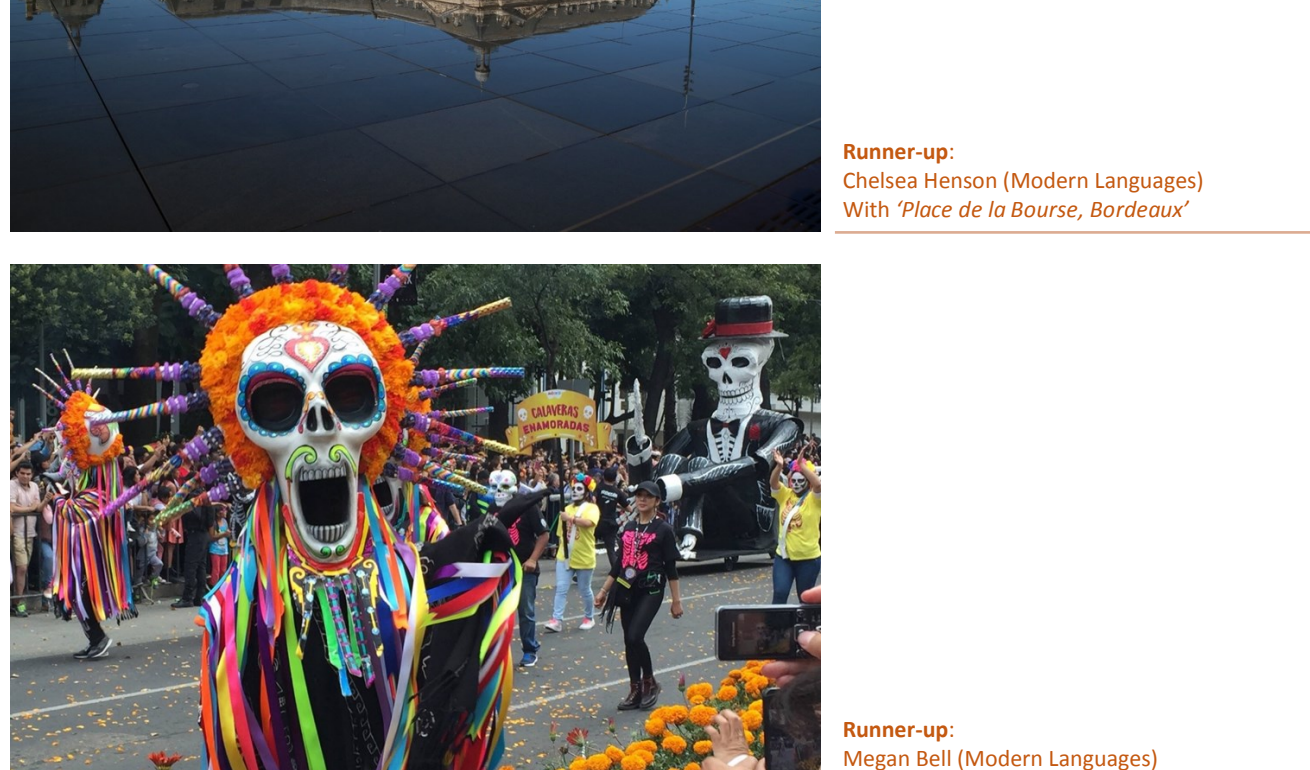 Runner-up:
Chelsea Henson (Modern Languages)
With ‘Place de la Bourse, Bordeaux’
CALAVERAS
ENAMORADAS
Runner-up:
Megan Bell (Modern Languages)